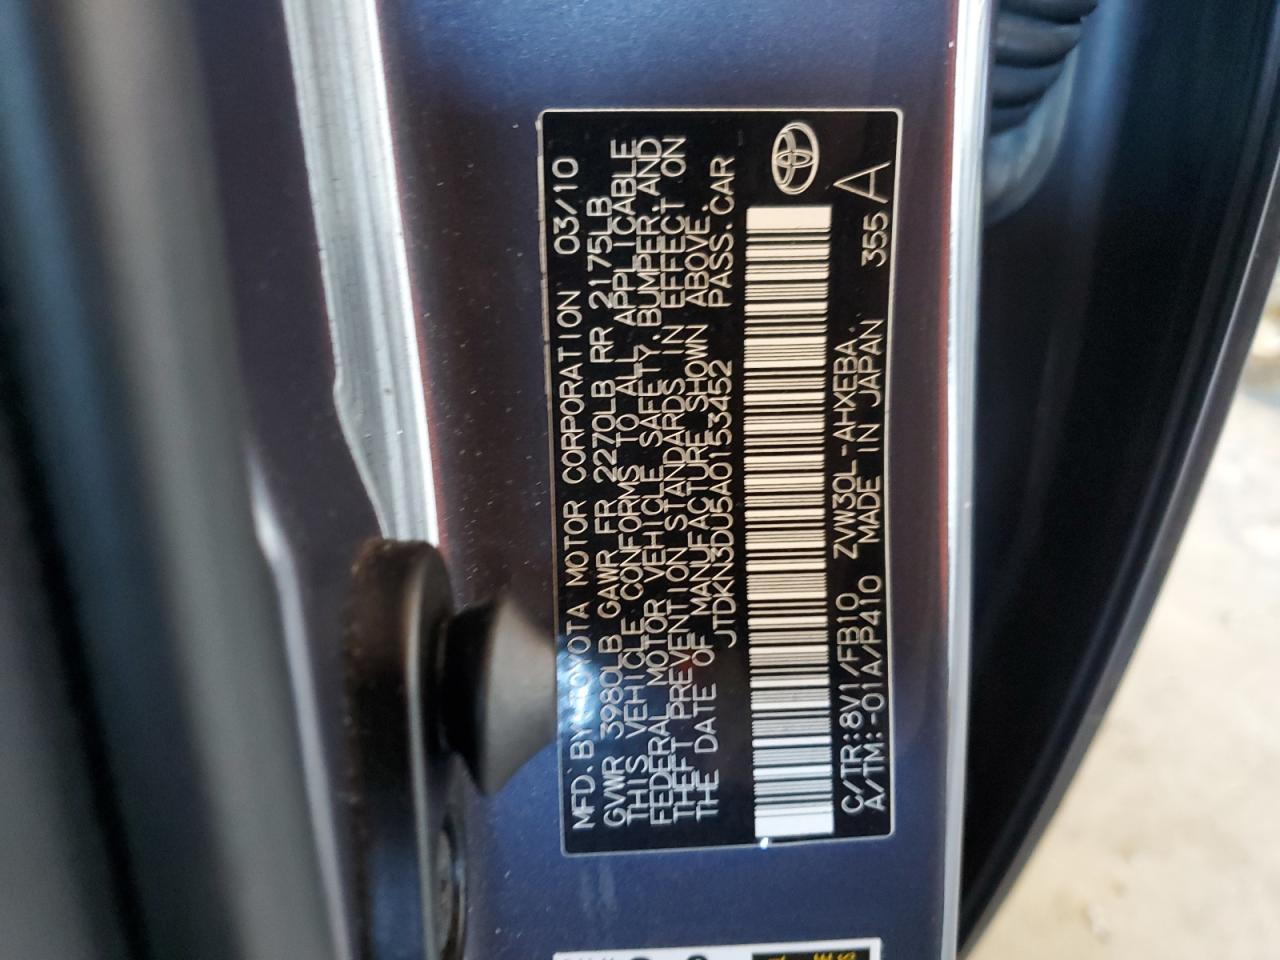 MFD. BY TOYOTA MOTOR CORPORATION 03/10
GVWR 3980LB GAWR FR 2270LB RR 2175LB
THIS VEHICLE CONFORMS TO ALL APPLICABLE
FEDERAL MOTOR VEHICLE SAFETY, BUMPER, AND
THEFT PREVENTION STANDARDS IN EFFECT ON
THE DATE OF MANUFACTURE SHOWN ABOVE.
JTDKN3DU5A0153452 PASS. CAR
C/TR:8V1/FB10 ZVW30L-AHXEBA 355 A
A/TM:-01A/P410 MADE IN JAPAN